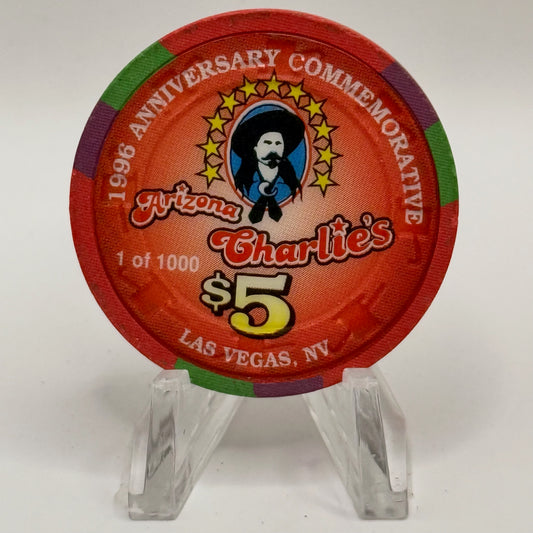 1996 ANNIVERSARY COMMEMORATIVE
Arizona
Charlie's
1 of 1000
$5
LAS VEGAS, NV